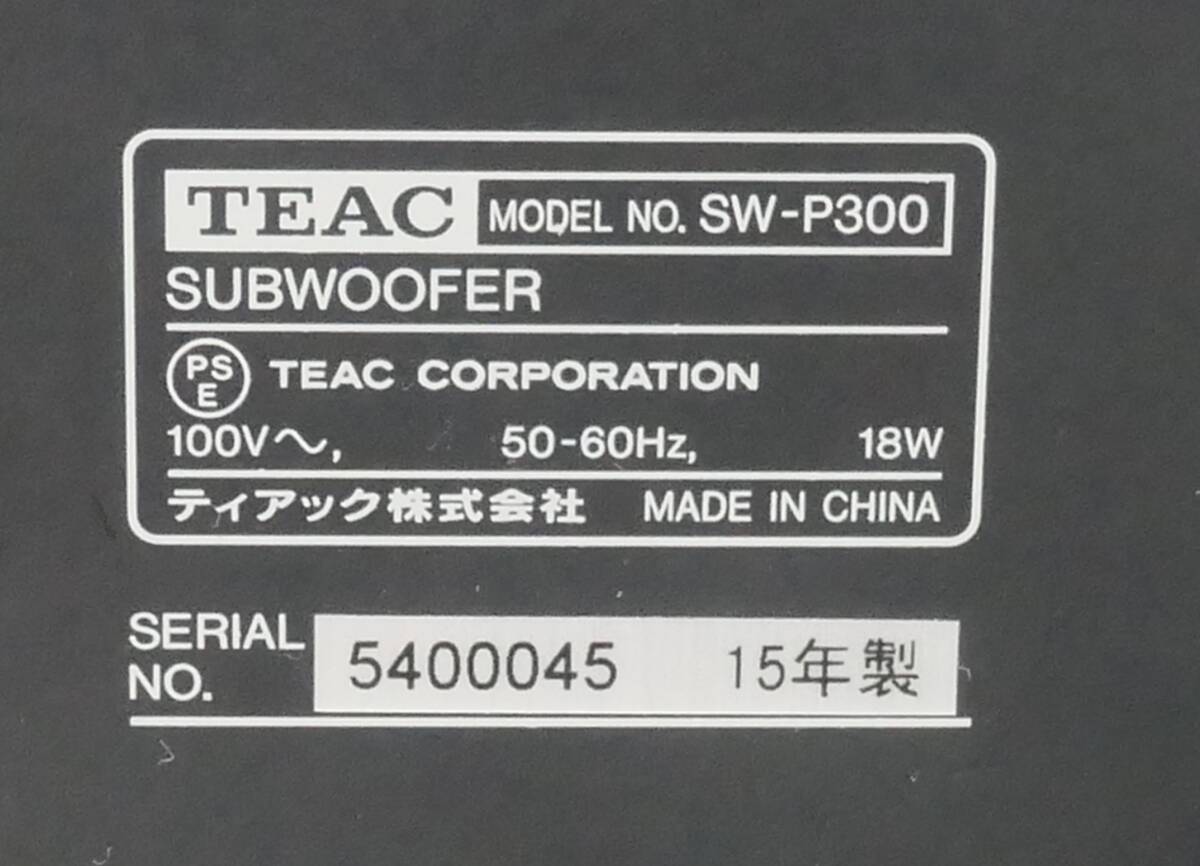 TEAC MODEL NO. SW-P300
SUBWOOFER
PSE TEAC CORPORATION
100V～, 50-60Hz, 18W
ティアック株式会社 MADE IN CHINA
SERIAL NO. 5400045 15年製